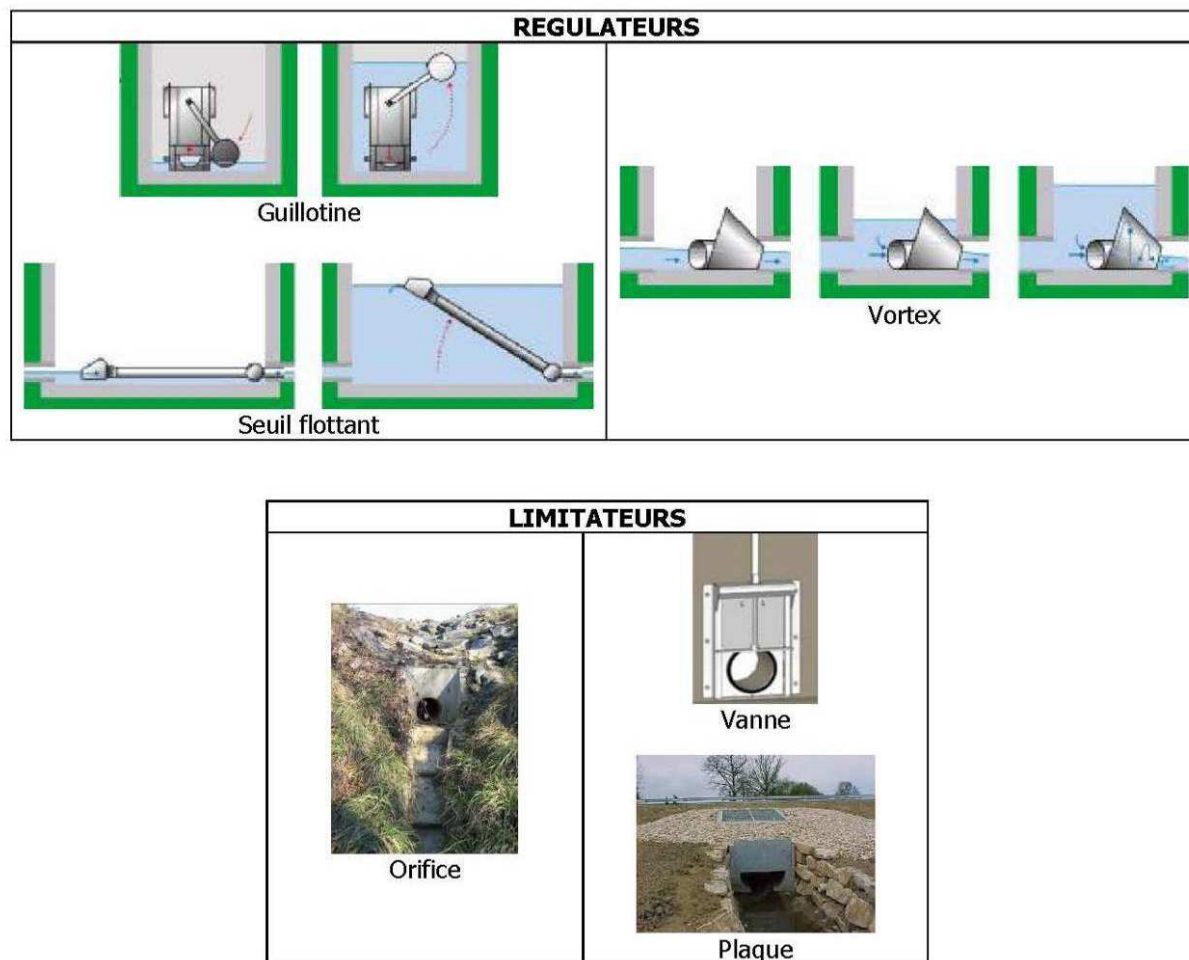 REGULATEURS
Guillotine
Seuil flottant
Vortex
LIMITATEURS
Orifice
Vanne
Plaque